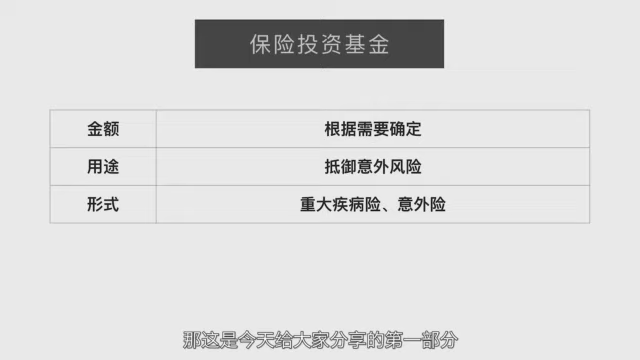 保险投资基金
金额 根据需要确定
用途 抵御意外风险
形式 重大疾病险、意外险
那这是今天给大家分享的第一部分